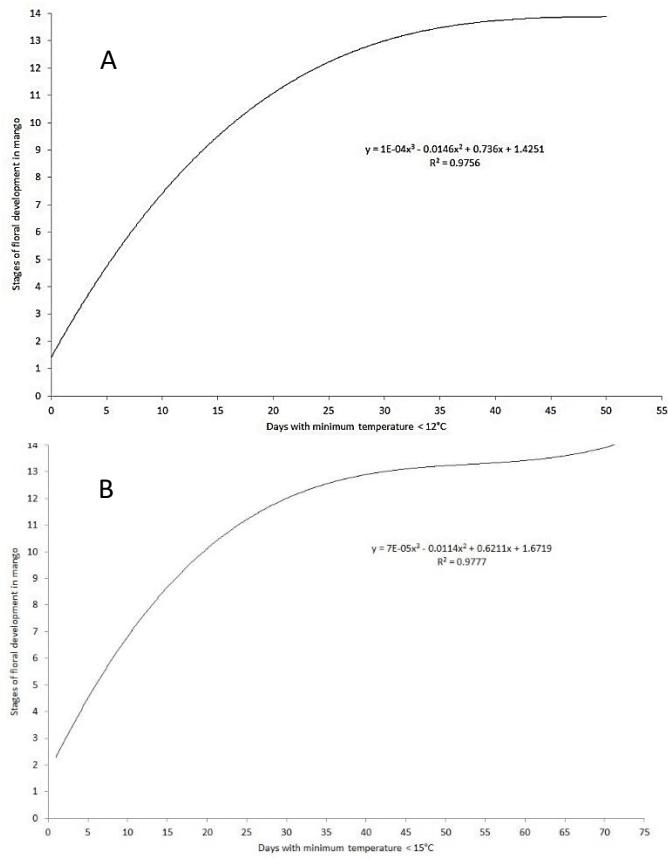 A
14
13
12
11
10
9
8
7
6
5
4
3
2
1
0
Stages of floral development in mango
y = 1E-04x³ - 0.0146x² + 0.736x + 1.4251
R² = 0.9756
0 5 10 15 20 25 30 35 40 45 50 55
Days with minimum temperature < 12°C
B
14
13
12
11
10
9
8
7
6
5
4
3
2
1
0
Stages of floral development in mango
y = 7E-05x³ - 0.0114x² + 0.6211x + 1.6719
R² = 0.9777
0 5 10 15 20 25 30 35 40 45 50 55 60 65 70 75
Days with minimum temperature < 15°C